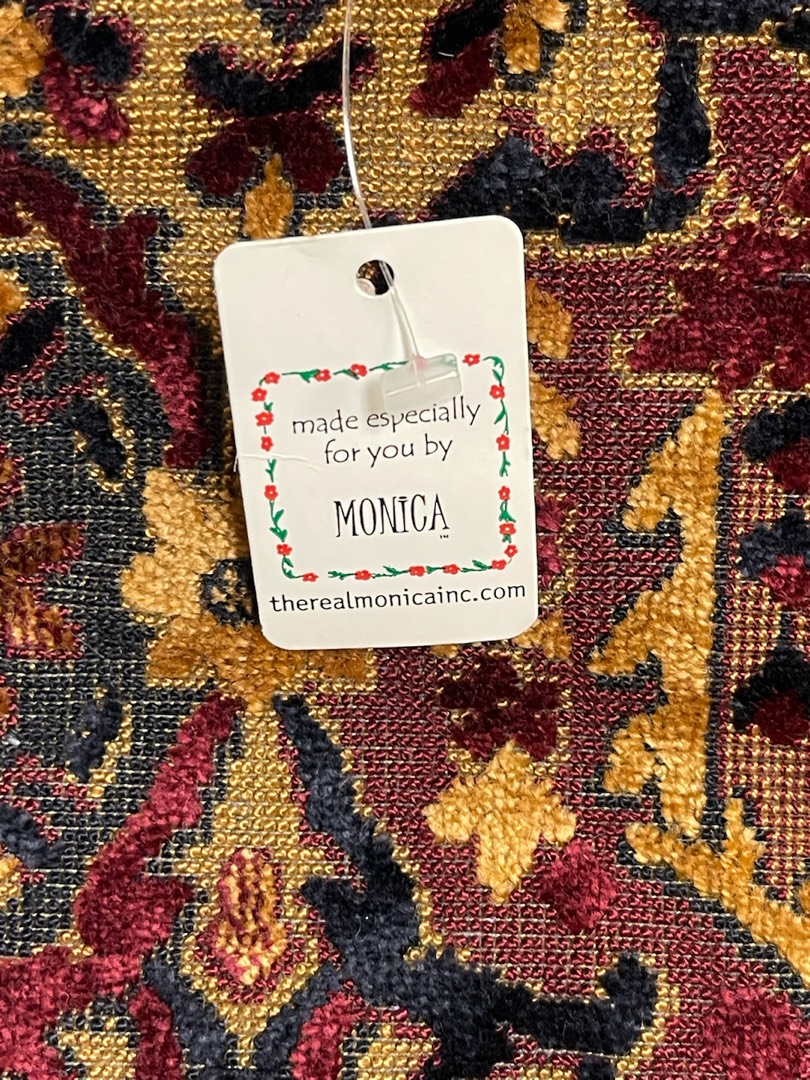 made especially
for you by
MONICA
™
therealmonicainc.com